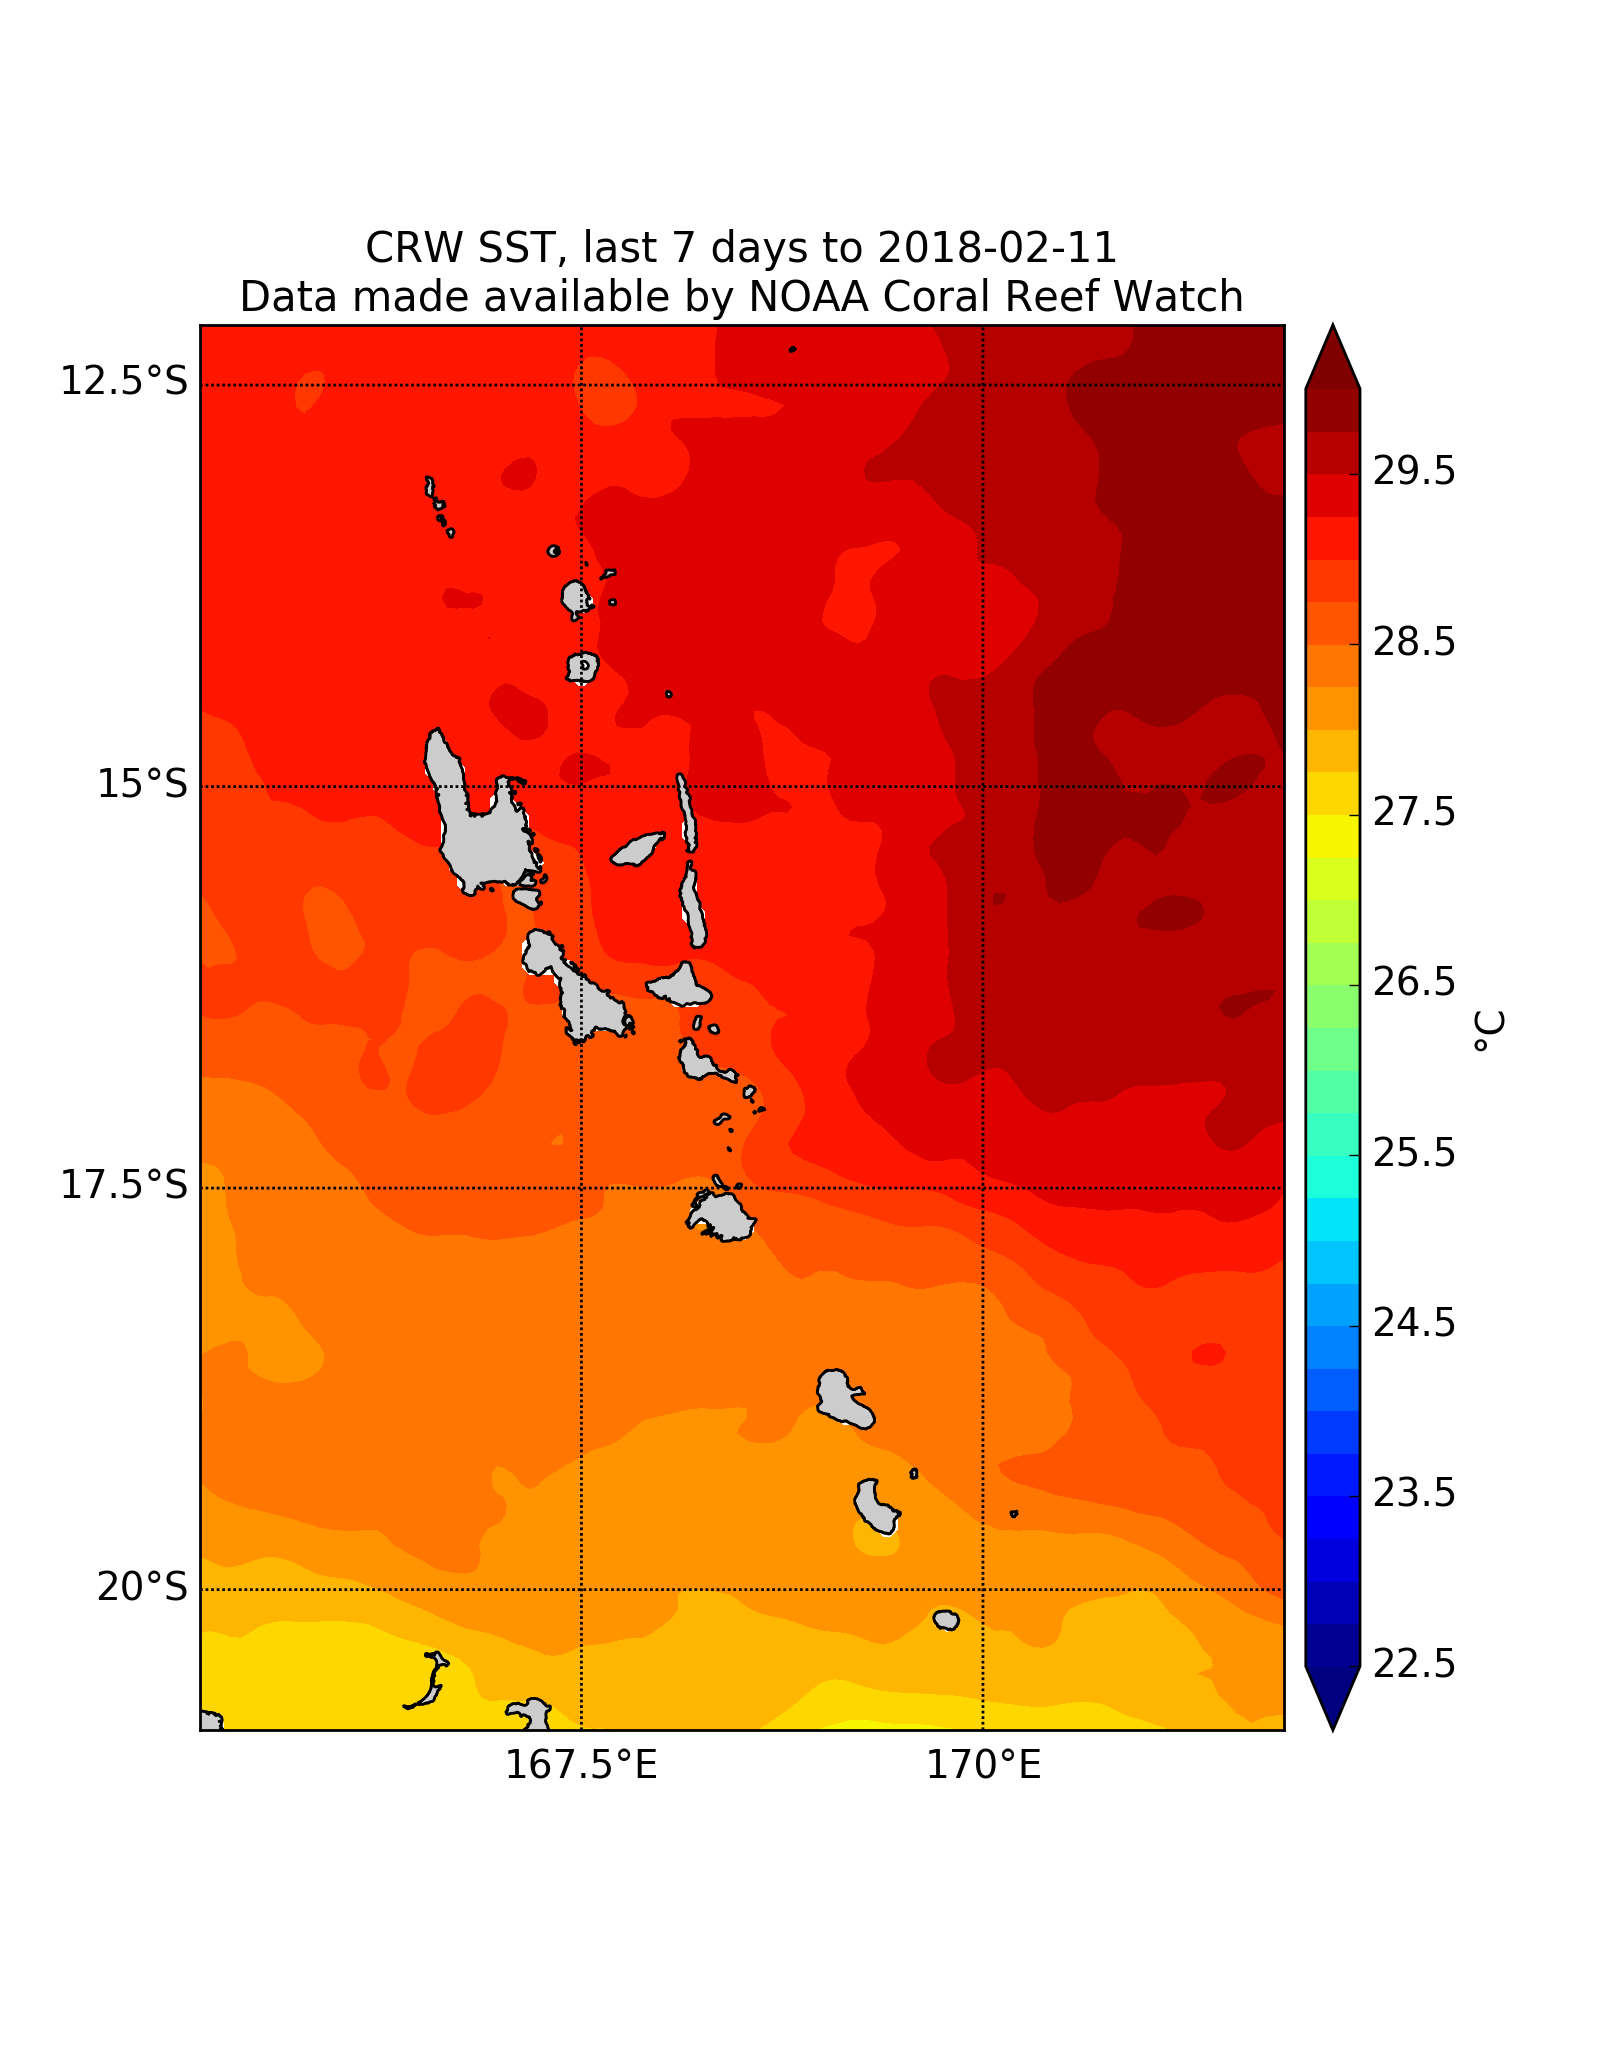 CRW SST, last 7 days to 2018-02-11
Data made available by NOAA Coral Reef Watch
12.5°S
15°S
17.5°S
20°S
167.5°E
170°E
29.5
28.5
27.5
26.5
25.5
24.5
23.5
22.5
°C